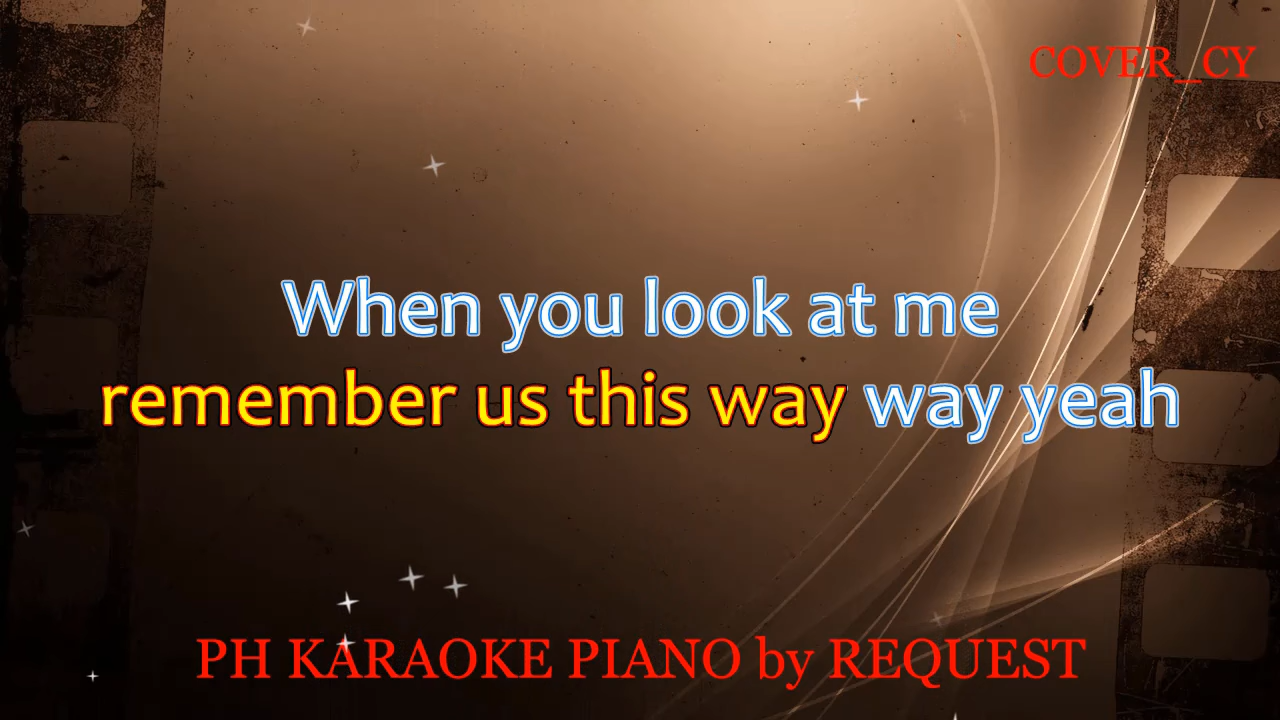 COVER_CY
When you look at me
remember us this way way yeah
PH KARAOKE PIANO by REQUEST